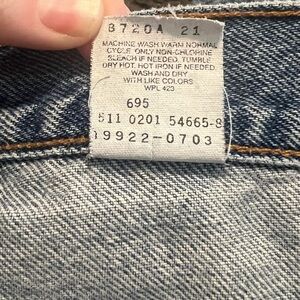 B720A 21
MACHINE WASH WARM NORMAL
CYCLE. ONLY NON-CHLORINE
BLEACH IF NEEDED. TUMBLE
DRY HOT. HOT IRON IF NEEDED
WASH AND DRY
WITH LIKE COLORS
WPL 423
695
511 0201 54665-8
19922-0703